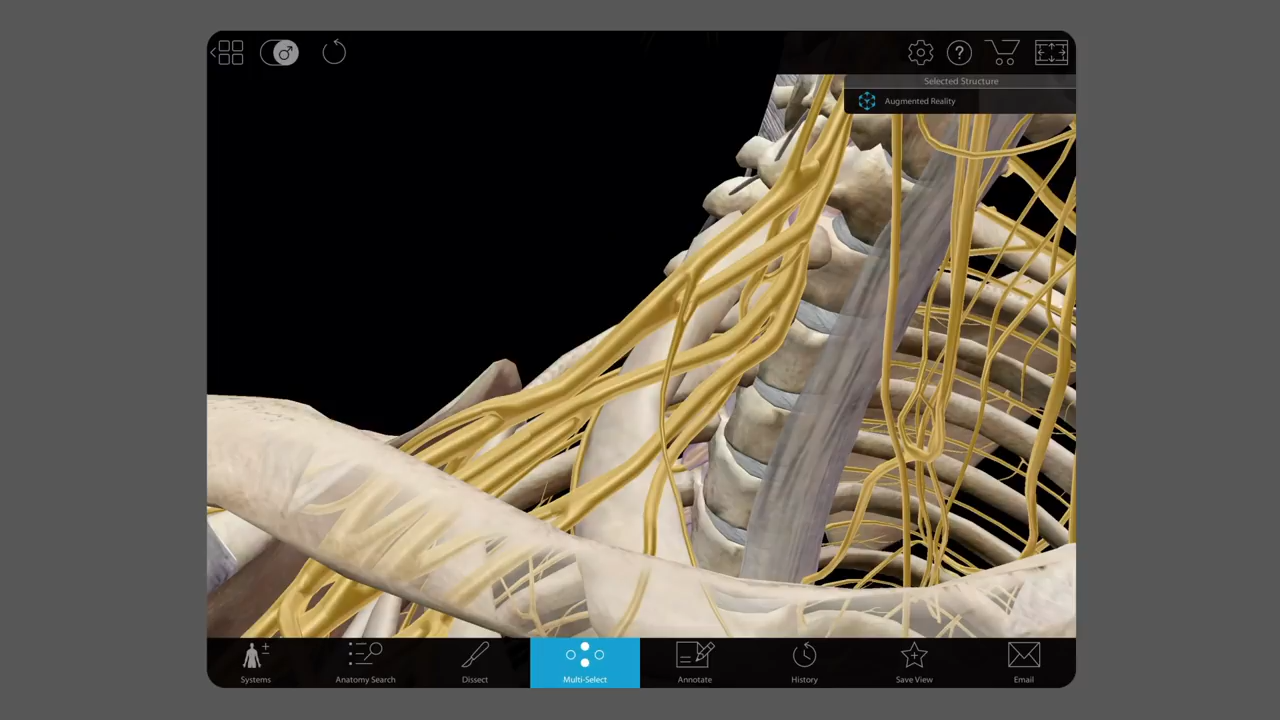 Selected Structure
Augmented Reality
Systems
Anatomy Search
Dissect
Multi-Select
Annotate
History
Save View
Email